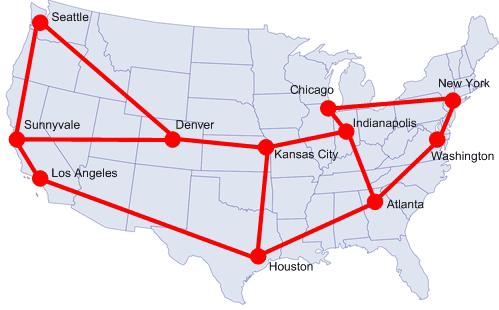 Seattle
New York
Chicago
Sunnyvale
Denver
Indianapolis
Kansas City
Washington
Los Angeles
Atlanta
Houston